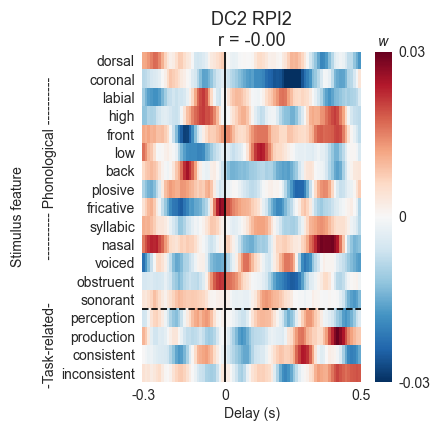 DC2 RPI2
r = -0.00
w
Stimulus feature
---------- Phonological ----------
-Task-related-
dorsal
coronal
labial
high
front
low
back
plosive
fricative
syllabic
nasal
voiced
obstruent
sonorant
perception
production
consistent
inconsistent
-0.3
0
0.5
Delay (s)
0.03
0
-0.03